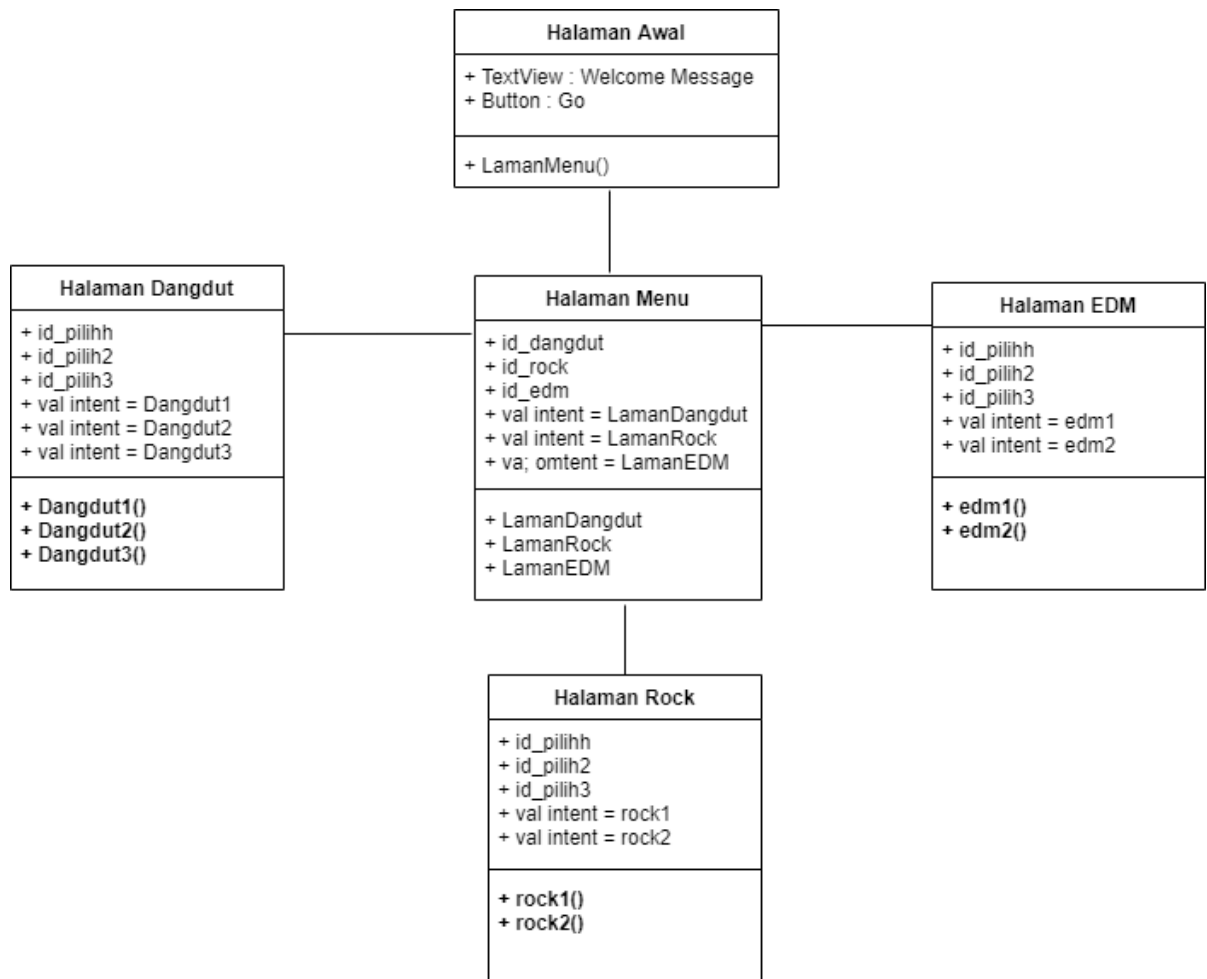 Halaman Awal
+ TextView : Welcome Message
+ Button : Go
+ LamanMenu()
Halaman Dangdut
+ id_pilihh
+ id_pilih2
+ id_pilih3
+ val intent = Dangdut1
+ val intent = Dangdut2
+ val intent = Dangdut3
+ Dangdut1()
+ Dangdut2()
+ Dangdut3()
Halaman Menu
+ id_dangdut
+ id_rock
+ id_edm
+ val intent = LamanDangdut
+ val intent = LamanRock
+ va; omtent = LamanEDM
+ LamanDangdut
+ LamanRock
+ LamanEDM
Halaman EDM
+ id_pilihh
+ id_pilih2
+ id_pilih3
+ val intent = edm1
+ val intent = edm2
+ edm1()
+ edm2()
Halaman Rock
+ id_pilihh
+ id_pilih2
+ id_pilih3
+ val intent = rock1
+ val intent = rock2
+ rock1()
+ rock2()